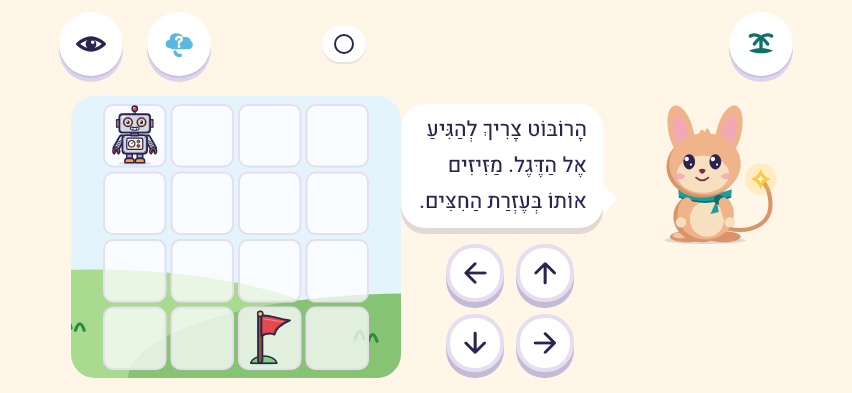 הָרוֹבּוֹט צָרִיךְ לְהַגִּיעַ
אֶל הַדֶּגֶל. מַזִּיזִים
אוֹתוֹ בְּעֶזְרַת הַחִצִּים.